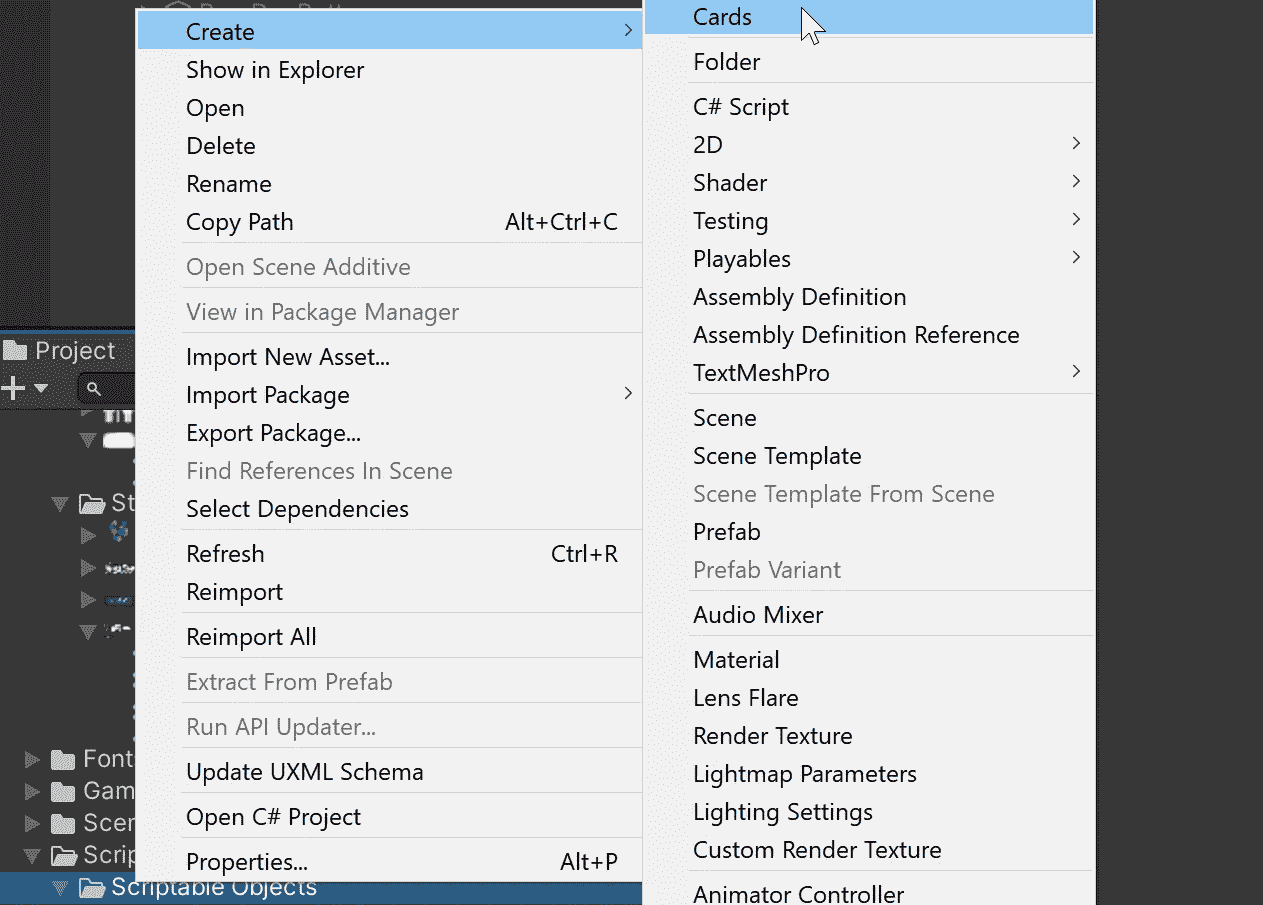 Create
Show in Explorer
Open
Delete
Rename
Copy Path Alt+Ctrl+C
Open Scene Additive
View in Package Manager
Import New Asset...
Import Package
Export Package...
Find References In Scene
Select Dependencies
Refresh Ctrl+R
Reimport
Reimport All
Extract From Prefab
Run API Updater...
Update UXML Schema
Open C# Project
Properties... Alt+P
Cards
Folder
C# Script
2D
Shader
Testing
Playables
Assembly Definition
Assembly Definition Reference
TextMeshPro
Scene
Scene Template
Scene Template From Scene
Prefab
Prefab Variant
Audio Mixer
Material
Lens Flare
Render Texture
Lightmap Parameters
Lighting Settings
Custom Render Texture
Animator Controller
Project
St
Font
Gam
Scer
Scrip
Scriptable Objects